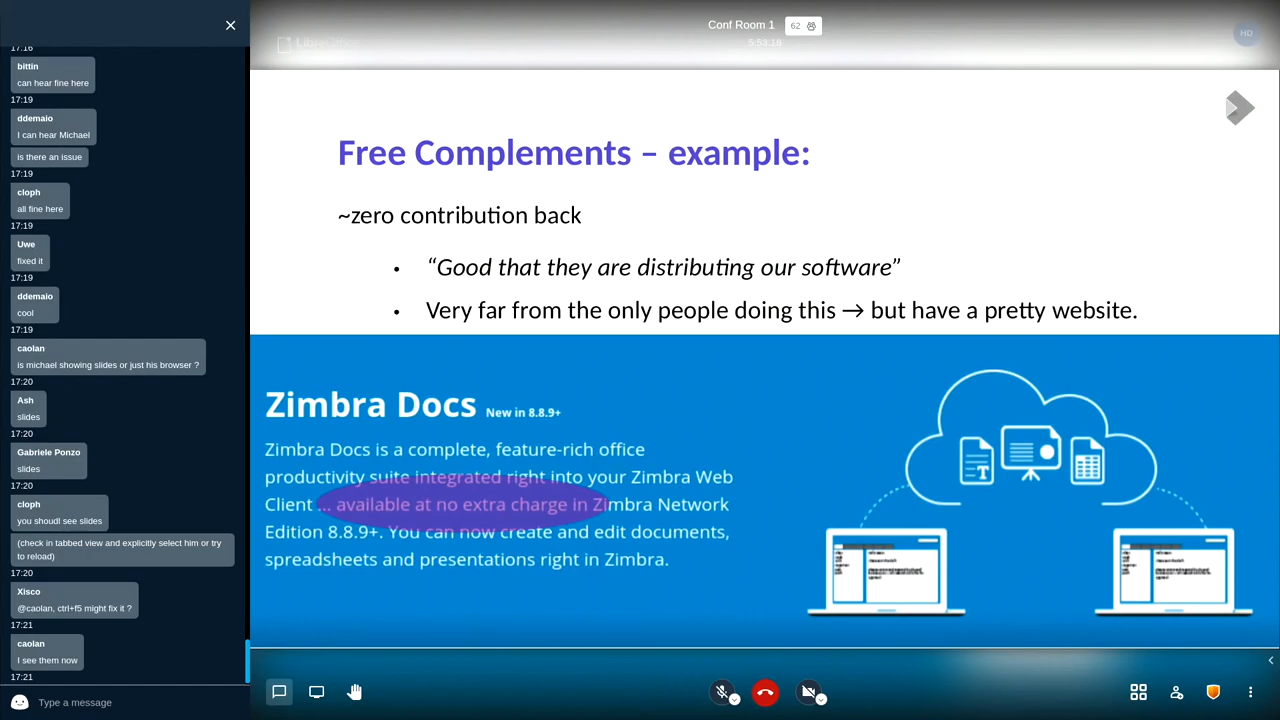 17:16
bittin
can hear fine here
17:19
ddemaio
I can hear Michael
is there an issue
17:19
cloph
all fine here
17:19
Uwe
fixed it
17:19
ddemaio
cool
17:19
caolan
is michael showing slides or just his browser ?
17:20
Ash
slides
17:20
Gabriele Ponzo
slides
17:20
cloph
you shoudl see slides
(check in tabbed view and explicitly select him or try
to reload)
17:20
Xisco
@caolan, ctrl+f5 might fix it ?
17:21
caolan
I see them now
17:21
Type a message
Conf Room 1
62
5:53:19
HD
LibreOffice
Free Complements – example:
~zero contribution back
• “Good that they are distributing our software”
• Very far from the only people doing this → but have a pretty website.
Zimbra Docs New in 8.8.9+
Zimbra Docs is a complete, feature-rich office
productivity suite integrated right into your Zimbra Web
Client ... available at no extra charge in Zimbra Network
Edition 8.8.9+. You can now create and edit documents,
spreadsheets and presentations right in Zimbra.
T